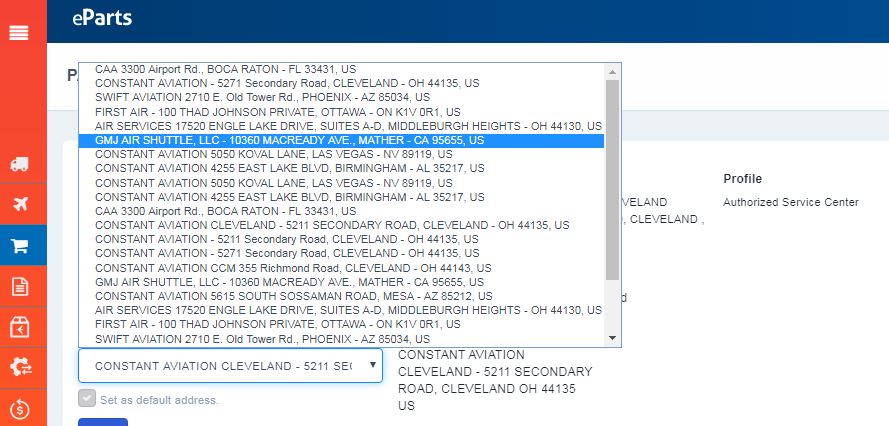 eParts
P
CAA 3300 Airport Rd., BOCA RATON - FL 33431, US
CONSTANT AVIATION - 5271 Secondary Road, CLEVELAND - OH 44135, US
SWIFT AVIATION 2710 E. Old Tower Rd., PHOENIX - AZ 85034, US
FIRST AIR - 100 THAD JOHNSON PRIVATE, OTTAWA - ON K1V 0R1, US
AIR SERVICES 17520 ENGLE LAKE DRIVE, SUITES A-D, MIDDLEBURGH HEIGHTS - OH 44130, US
GMJ AIR SHUTTLE, LLC - 10360 MACREADY AVE., MATHER - CA 95655, US
CONSTANT AVIATION 5050 KOVAL LANE, LAS VEGAS - NV 89119, US
CONSTANT AVIATION 4255 EAST LAKE BLVD, BIRMINGHAM - AL 35217, US
CONSTANT AVIATION 5050 KOVAL LANE, LAS VEGAS - NV 89119, US
CONSTANT AVIATION 4255 EAST LAKE BLVD, BIRMINGHAM - AL 35217, US
CAA 3300 Airport Rd., BOCA RATON - FL 33431, US
CONSTANT AVIATION CLEVELAND - 5211 SECONDARY ROAD, CLEVELAND - OH 44135, US
CONSTANT AVIATION - 5211 Secondary Road, CLEVELAND - OH 44135, US
CONSTANT AVIATION - 5271 Secondary Road, CLEVELAND - OH 44135, US
CONSTANT AVIATION CCM 355 Richmond Road, CLEVELAND - OH 44143, US
GMJ AIR SHUTTLE, LLC - 10360 MACREADY AVE., MATHER - CA 95655, US
CONSTANT AVIATION 5615 SOUTH SOSSAMAN ROAD, MESA - AZ 85212, US
AIR SERVICES 17520 ENGLE LAKE DRIVE, SUITES A-D, MIDDLEBURGH HEIGHTS - OH 44130, US
FIRST AIR - 100 THAD JOHNSON PRIVATE, OTTAWA - ON K1V 0R1, US
SWIFT AVIATION 2710 E. Old Tower Rd., PHOENIX - AZ 85034, US
VELAND
, CLEVELAND ,
d
Profile
Authorized Service Center
CONSTANT AVIATION CLEVELAND - 5211 SEC
CONSTANT AVIATION
CLEVELAND - 5211 SECONDARY
ROAD, CLEVELAND OH 44135
US
Set as default address.